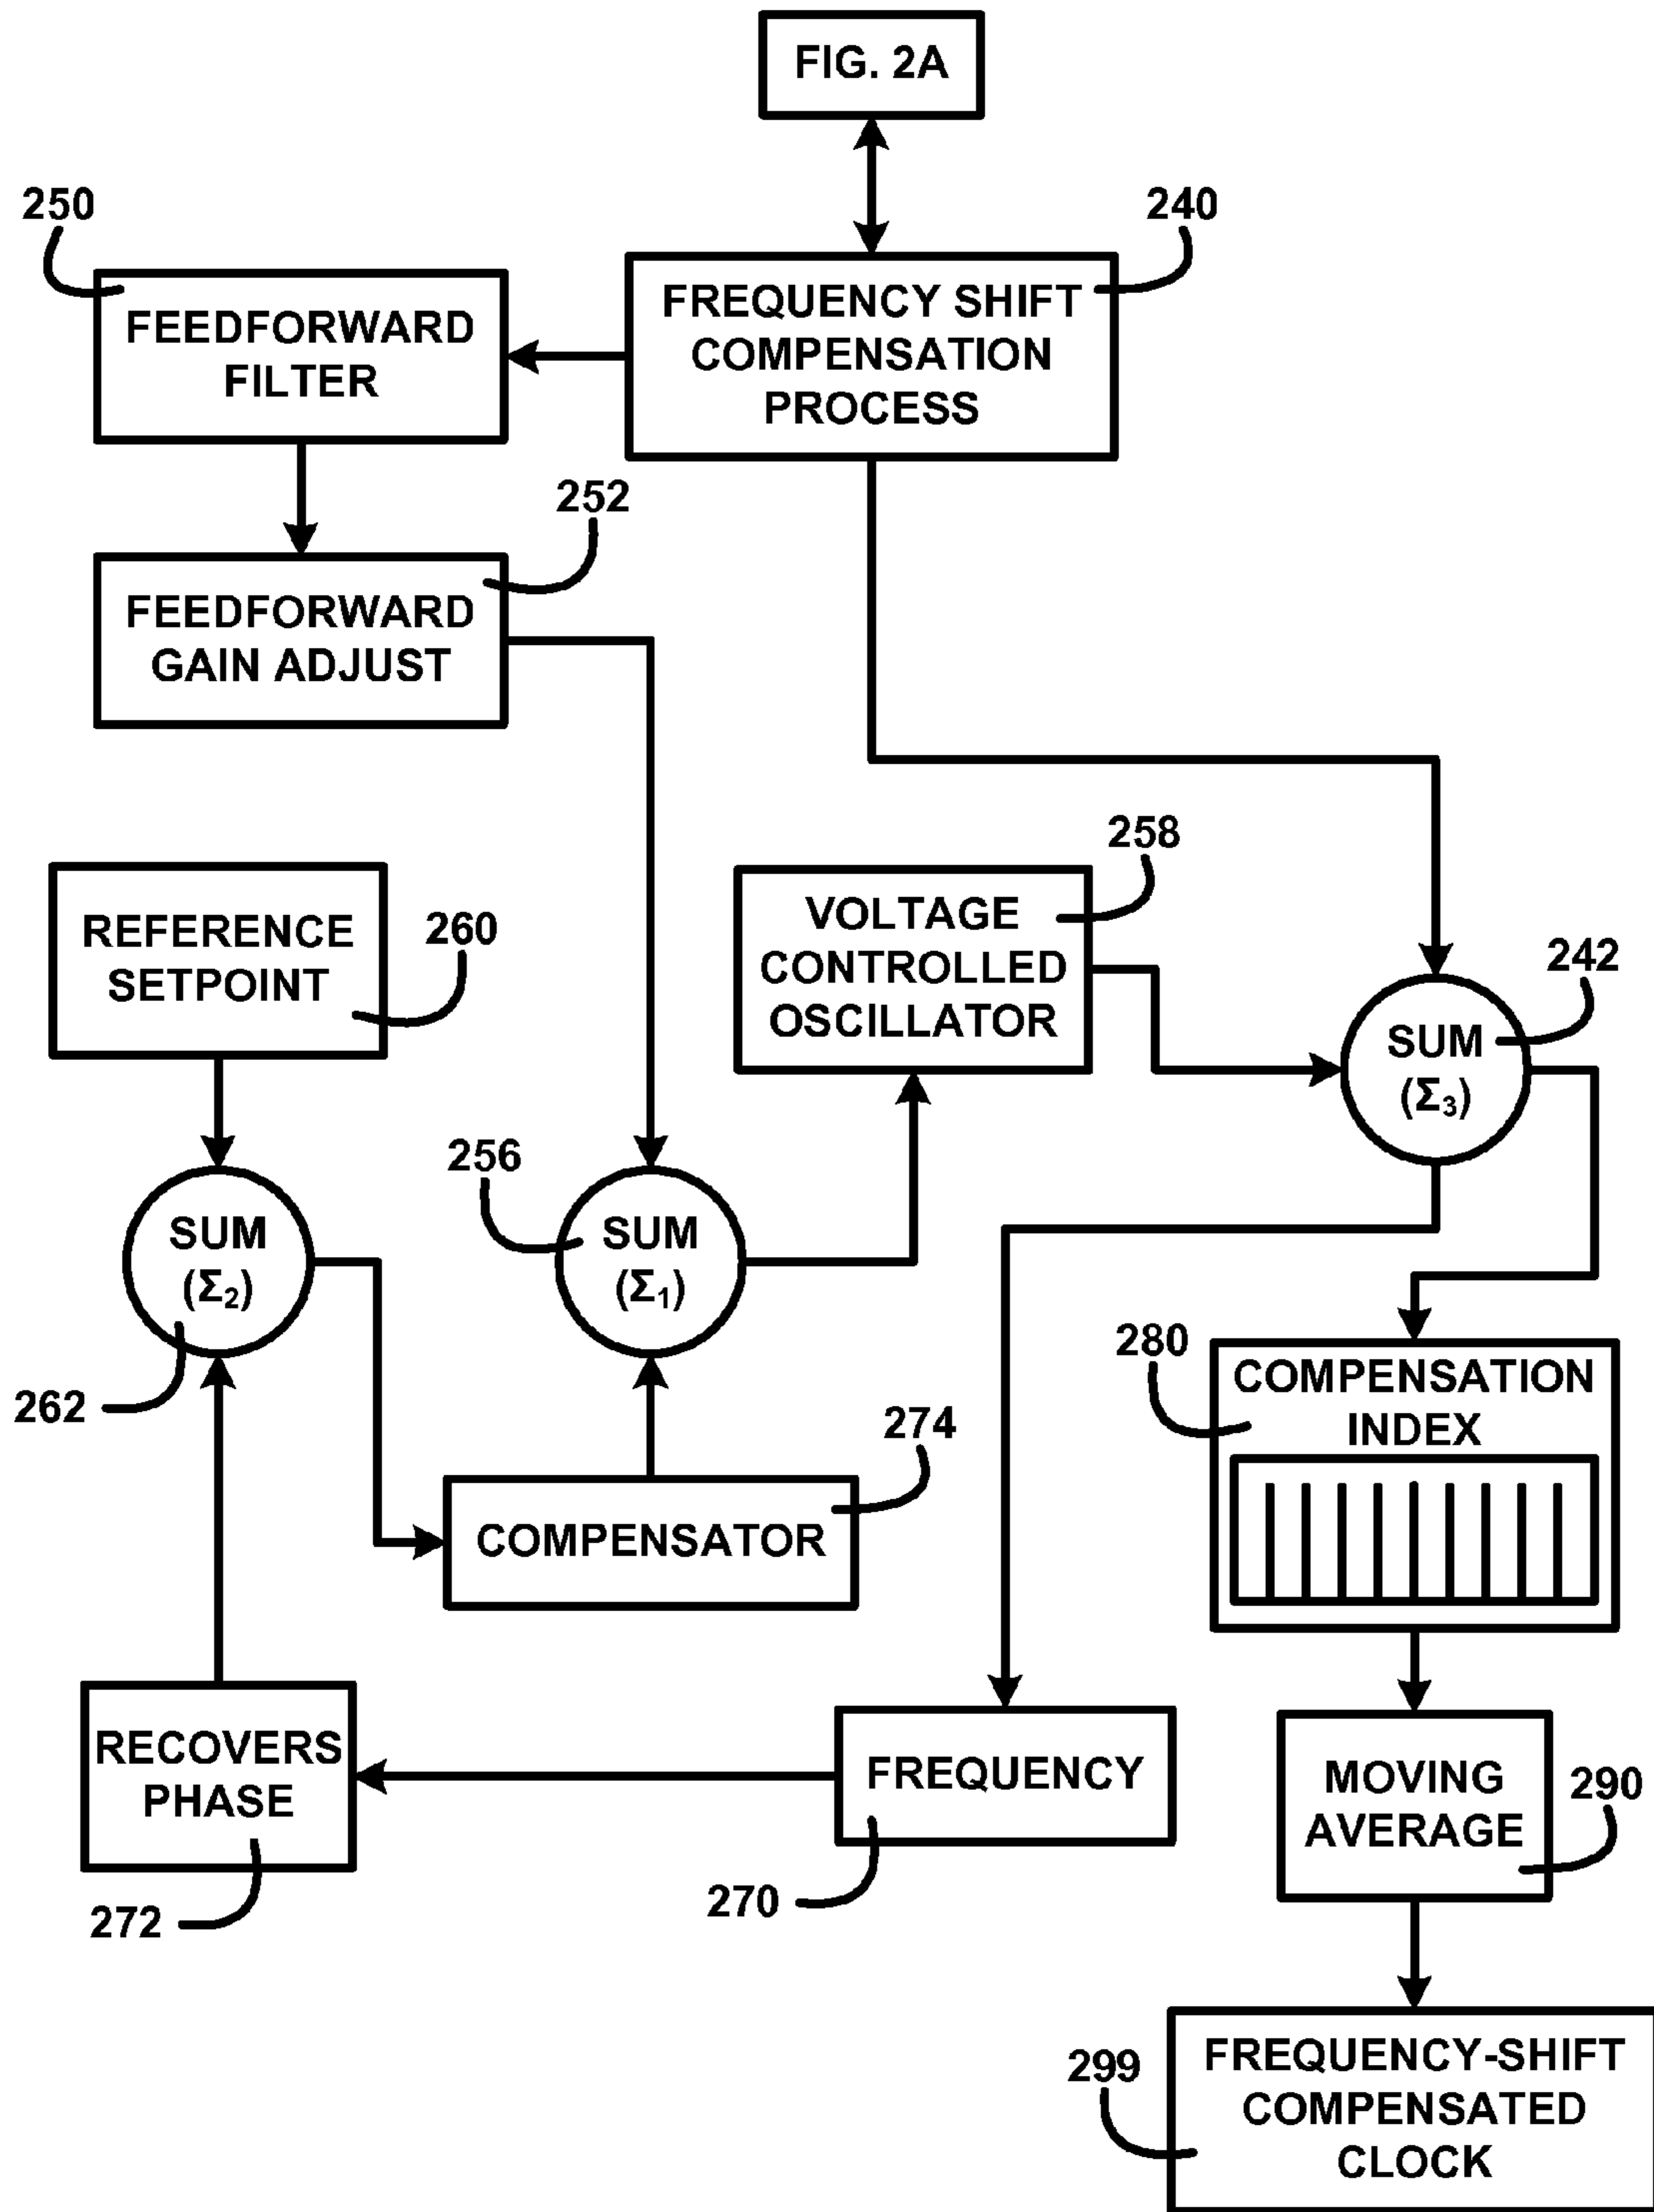 FIG. 2A
250
240
FEEDFORWARD
FILTER
FREQUENCY SHIFT
COMPENSATION
PROCESS
252
FEEDFORWARD
GAIN ADJUST
258
REFERENCE
SETPOINT
260
VOLTAGE
CONTROLLED
OSCILLATOR
242
SUM
(Σ₃)
256
SUM
(Σ₂)
SUM
(Σ₁)
262
280
COMPENSATION
INDEX
274
COMPENSATOR
RECOVERS
PHASE
272
FREQUENCY
270
MOVING
AVERAGE
290
299
FREQUENCY-SHIFT
COMPENSATED
CLOCK